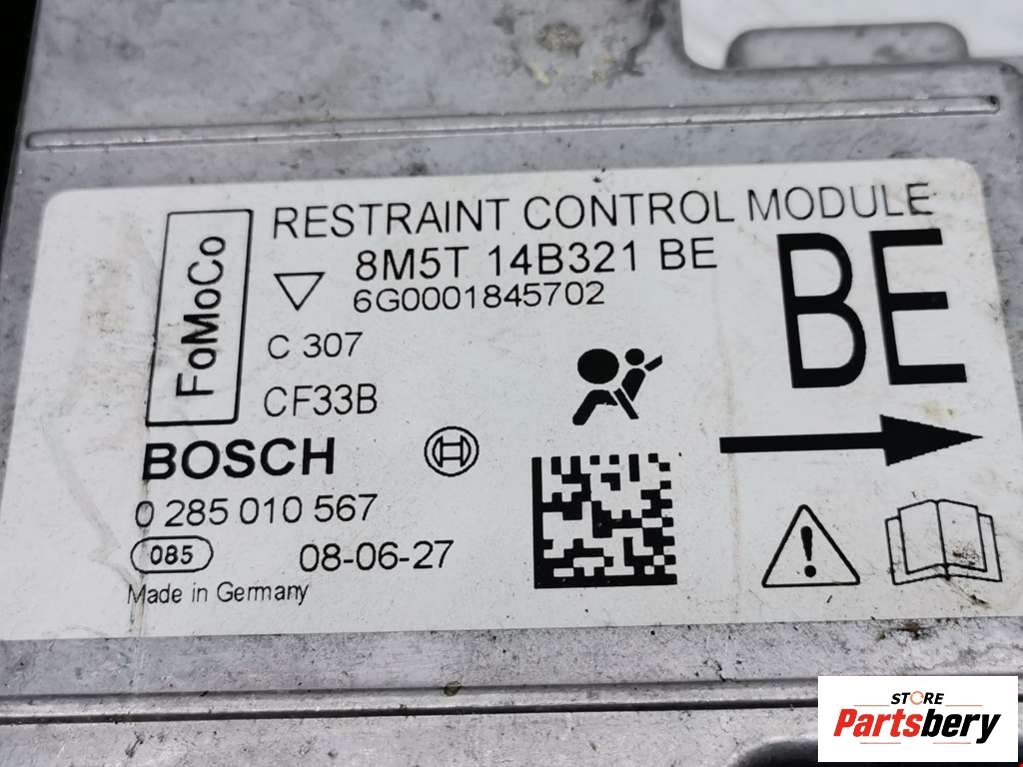 RESTRAINT CONTROL MODULE
FoMoCo
8M5T 14B321 BE
6G0001845702
BE
C 307
CF33B
BOSCH
0 285 010 567
085
08-06-27
Made in Germany
STORE
Partsbery